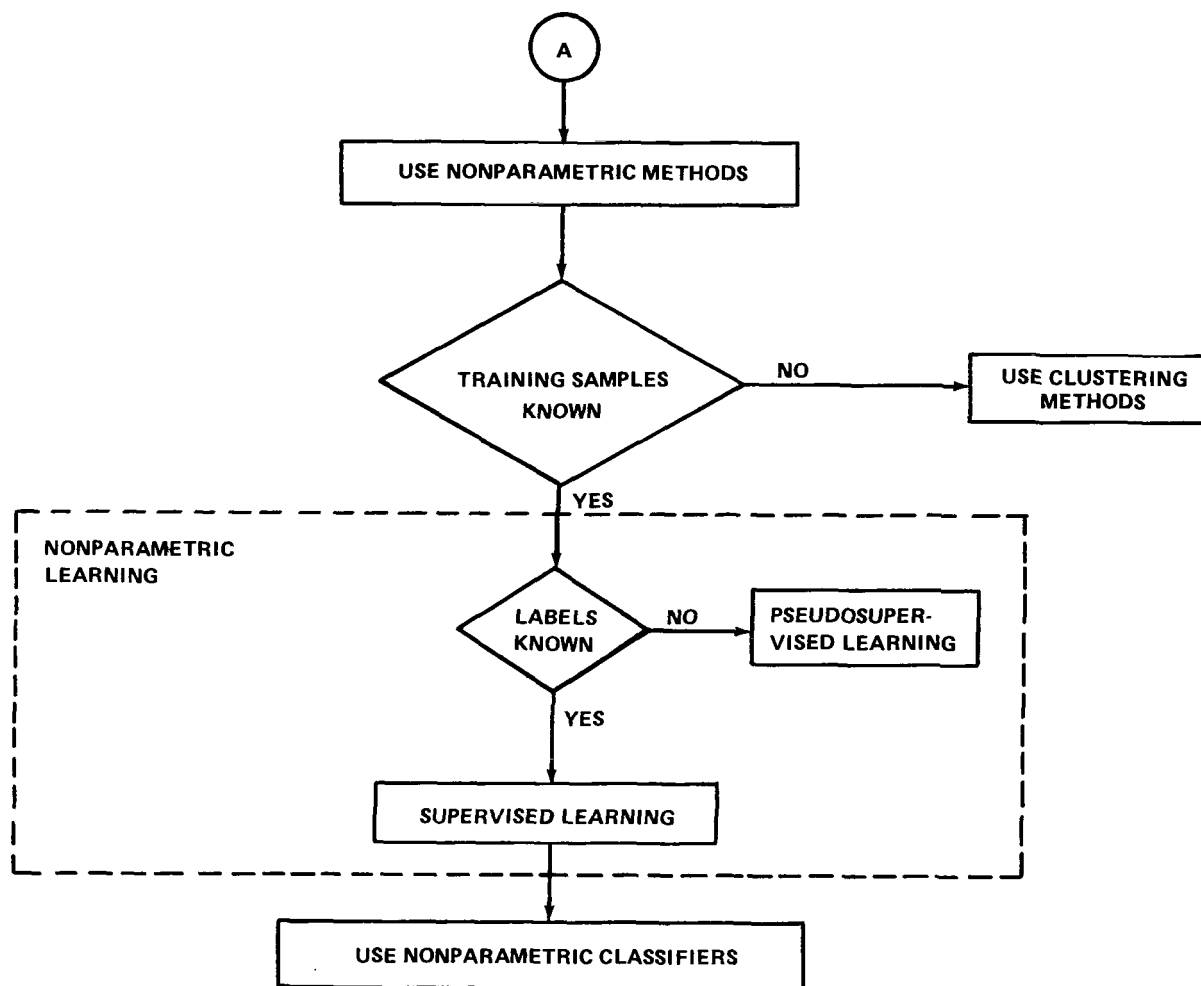 A
USE NONPARAMETRIC METHODS
TRAINING SAMPLES
KNOWN
NO
USE CLUSTERING
METHODS
YES
NONPARAMETRIC
LEARNING
LABELS
KNOWN
NO
PSEUDOSUPER-
VISED LEARNING
YES
SUPERVISED LEARNING
USE NONPARAMETRIC CLASSIFIERS